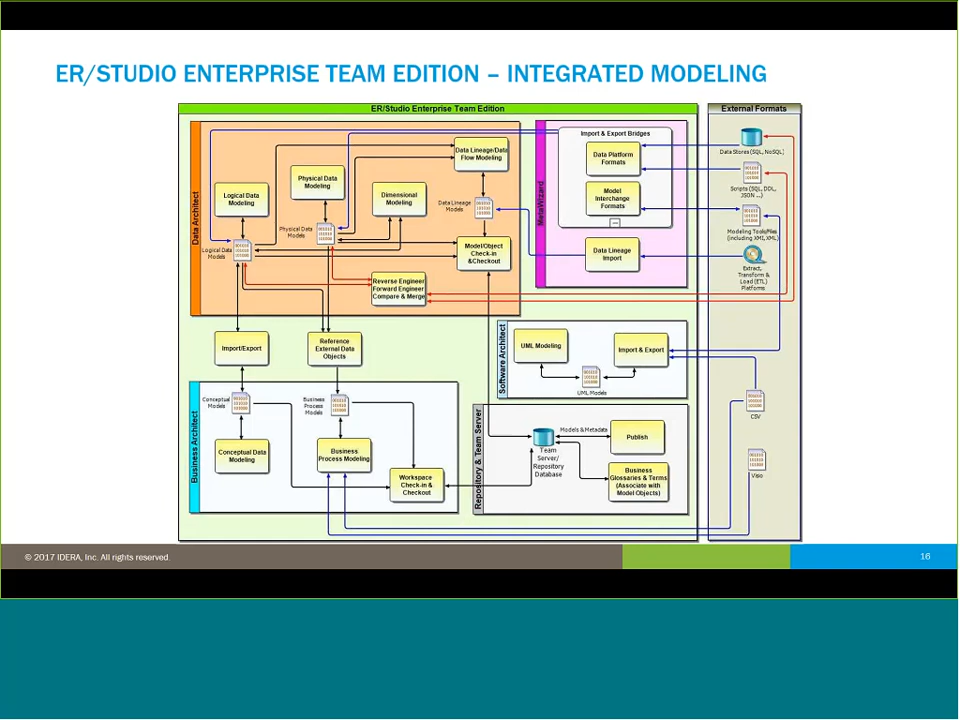 ER/STUDIO ENTERPRISE TEAM EDITION – INTEGRATED MODELING
ER/Studio Enterprise Team Edition
External Formats
Data Architect
Logical Data
Modeling
Physical Data
Modeling
Dimensional
Modeling
Data Lineage/Data
Flow Modeling
Data Lineage
Models
Physical Data
Models
Logical Data
Models
Model/Object
Check-in
&Checkout
Reverse Engineer
Forward Engineer
Compare & Merge
MetaWizard
Import & Export Bridges
Data Platform
Formats
Model
Interchange
Formats
Data Lineage
Import
Data Stores (SQL, NoSQL)
Scripts (SQL, DDL,
JSON ...)
Modeling Tools/Files
(including XMI, XML)
Extract,
Transform &
Load (ETL)
Platforms
CSV
Visio
Import/Export
Reference
External Data
Objects
Software Architect
UML Modeling
Import & Export
UML Models
Business Architect
Conceptual
Models
Business
Process
Models
Conceptual Data
Modeling
Business
Process Modeling
Workspace
Check-in &
Checkout
Repository & Team Server
Team
Server/
Repository
Database
Models & Metadata
Publish
Business
Glossaries & Terms
(Associate with
Model Objects)
© 2017 IDERA, Inc. All rights reserved.
16